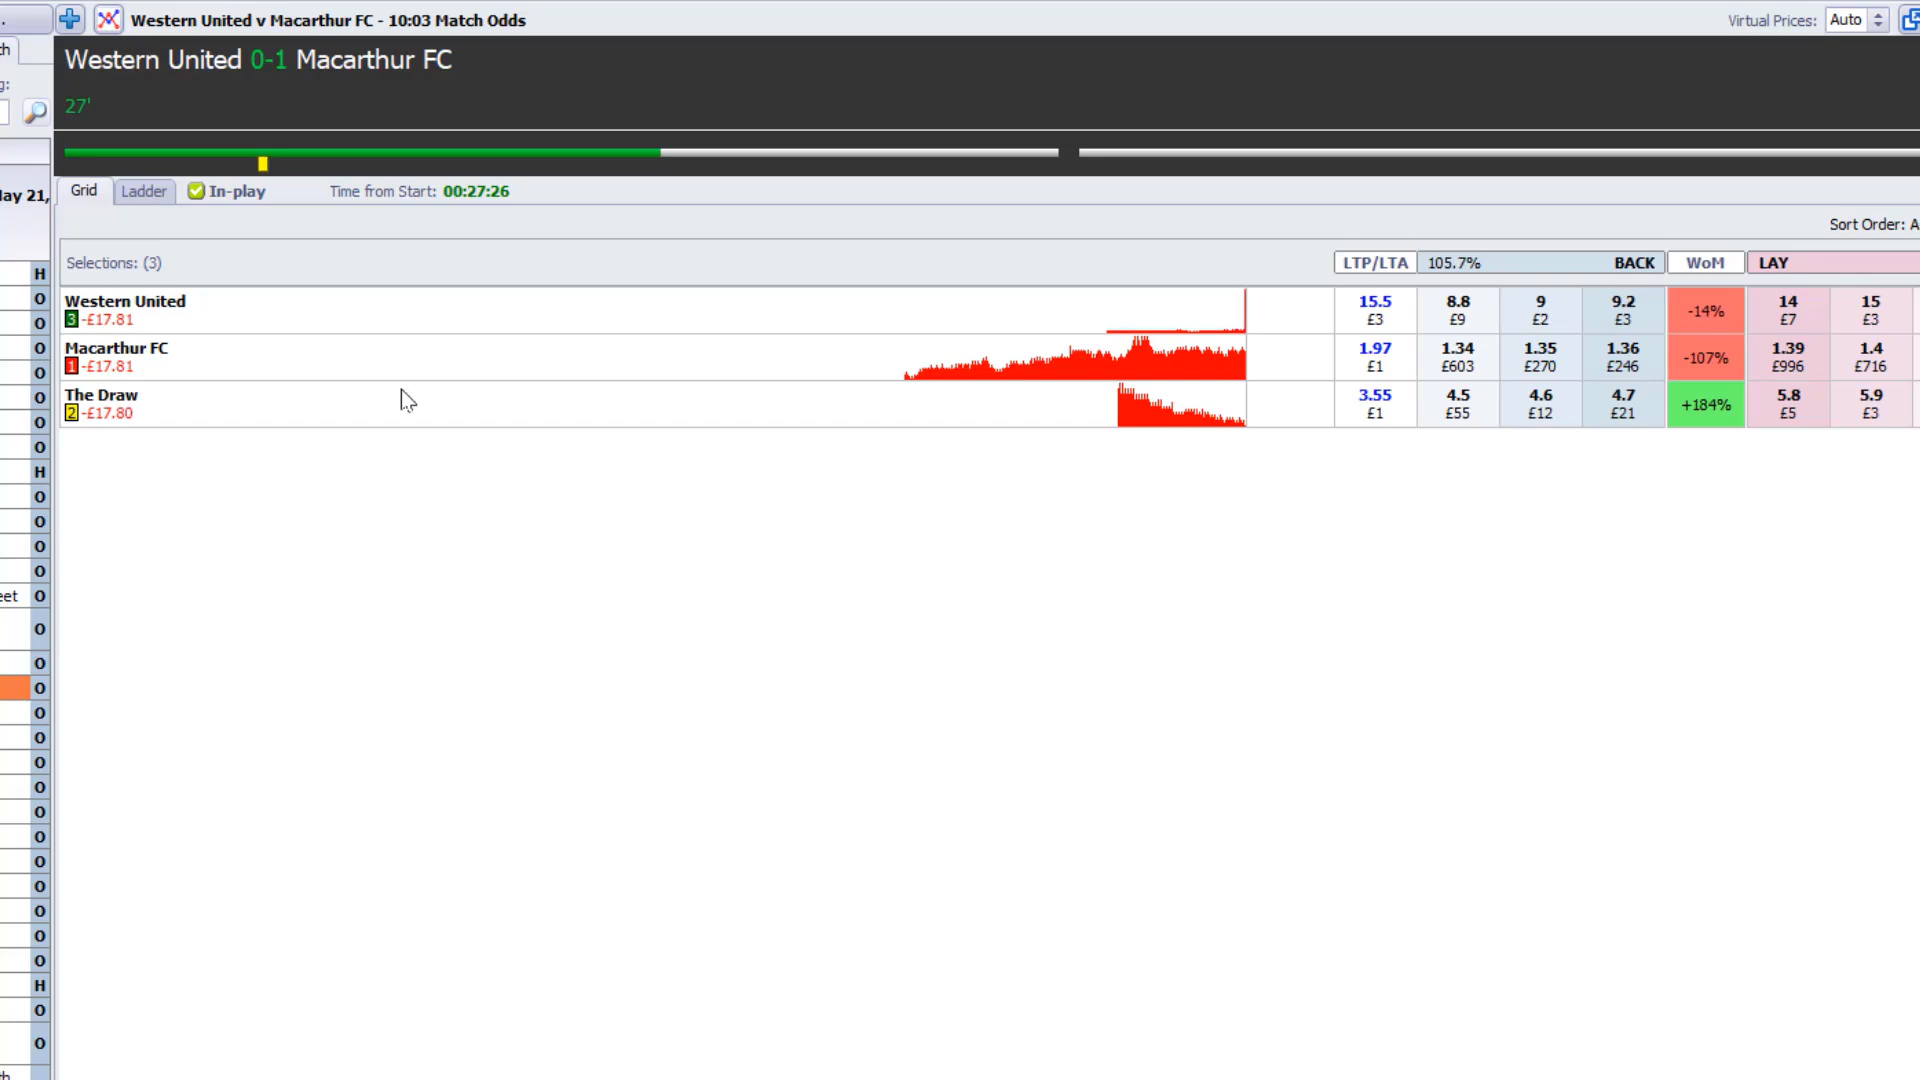 Western United v Macarthur FC - 10:03 Match Odds
Virtual Prices: Auto
Western United 0-1 Macarthur FC
27'
Grid Ladder In-play Time from Start: 00:27:26
Sort Order: A
Selections: (3) LTP/LTA 105.7% BACK WoM LAY
Western United 15.5 8.8 9 9.2 -14% 14 15
3 -£17.81 £3 £9 £2 £3 £7 £3
Macarthur FC 1.97 1.34 1.35 1.36 -107% 1.39 1.4
1 -£17.81 £1 £603 £270 £246 £996 £716
The Draw 3.55 4.5 4.6 4.7 +184% 5.8 5.9
2 -£17.80 £1 £55 £12 £21 £5 £3
21,
H
O
O
O
O
O
O
O
H
O
O
O
O
eet O
O
O
O
O
O
O
O
O
O
O
O
O
O
O
H
O
O